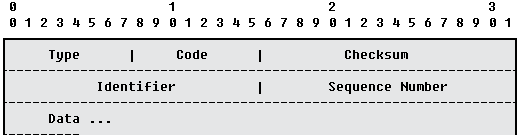 0 1 2 3
0 1 2 3 4 5 6 7 8 9 0 1 2 3 4 5 6 7 8 9 0 1 2 3 4 5 6 7 8 9 0 1
Type | Code | Checksum
Identifier | Sequence Number
Data ...